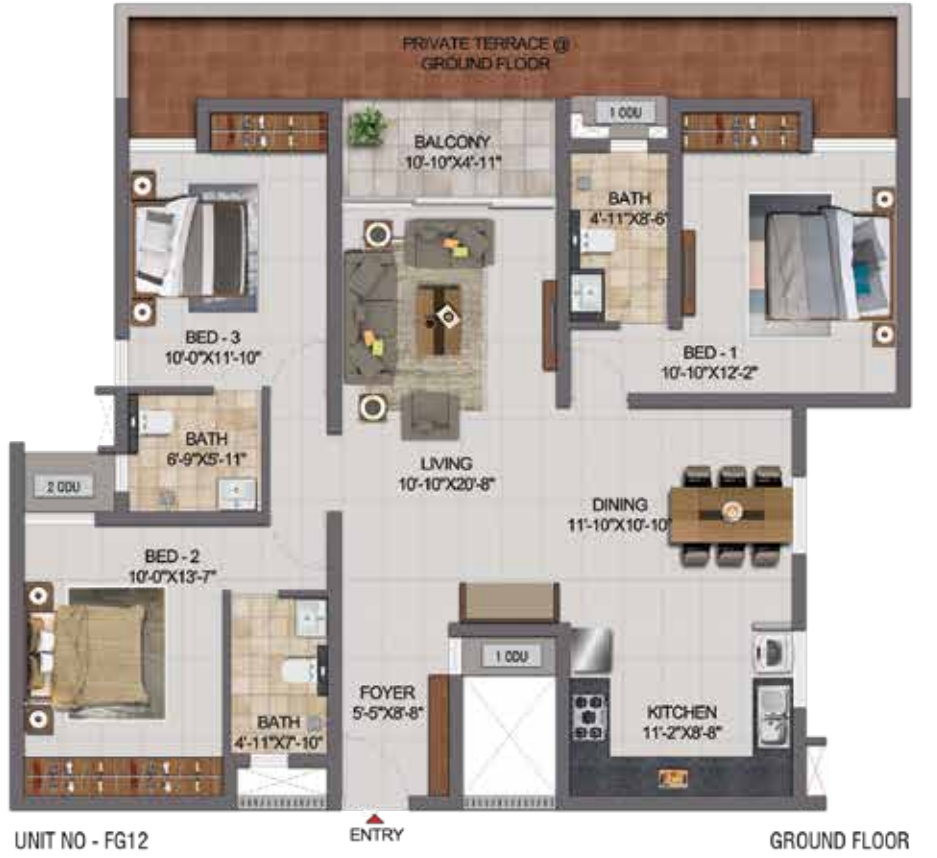 PRIVATE TERRACE @
GROUND FLOOR
1 ODU
BALCONY
10'-10"X4'-11"
BATH
4'-11"X8'-6"
BED - 3
10'-0"X11'-10"
BED - 1
10'-10"X12'-2"
BATH
6'-9"X5'-11"
LIVING
10'-10"X20'-8"
2 ODU
DINING
11'-10"X10'-10"
BED - 2
10'-0"X13'-7"
1 ODU
FOYER
5'-5"X8'-8"
KITCHEN
11'-2"X8'-8"
BATH
4'-11"X7'-10"
ENTRY
UNIT NO - FG12
GROUND FLOOR